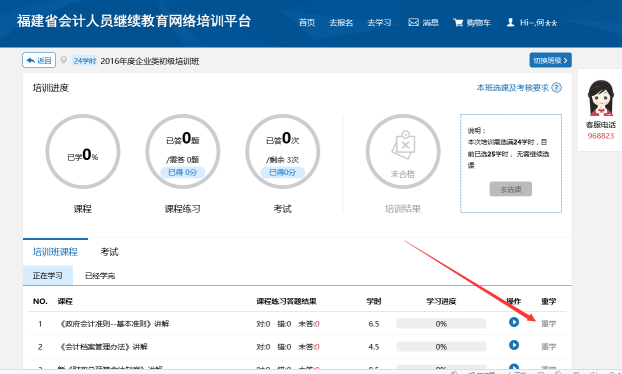 福建省会计人员继续教育网络培训平台
首页 去报名 去学习 消息 购物车 Hi~,何**
返回 24学时 2016年度企业类初级培训班 切换班级
培训进度 本班选课及考核要求 ?
已学0%
课程
已答0题
/需答 0题
已得 0分
课程练习
已答0次
/剩余 3次
已得0分
考试
未合格
培训结果
说明：
本次培训需选满24学时，目
前已选25学时，无需继续选
课
去选课
客服电话
968823
培训班课程 考试
正在学习 已经学完
NO. 课程 课程练习答题结果 学时 学习进度 操作 重学
1 《政府会计准则--基本准则》讲解 对:0 错:0 未答:0 6.5 0% 重学
2 《会计档案管理办法》讲解 对:0 错:0 未答:0 4.5 0% 重学